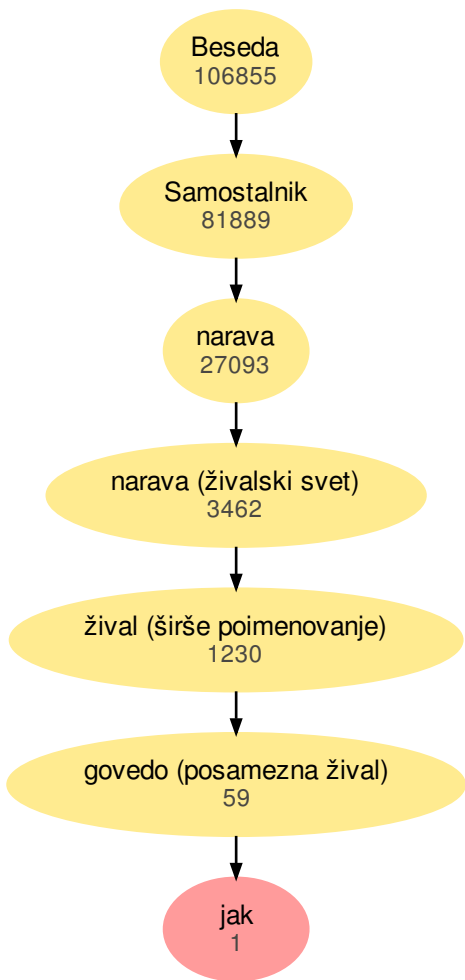 Beseda
106855
Samostalnik
81889
narava
27093
narava (živalski svet)
3462
žival (širše poimenovanje)
1230
govedo (posamezna žival)
59
jak
1